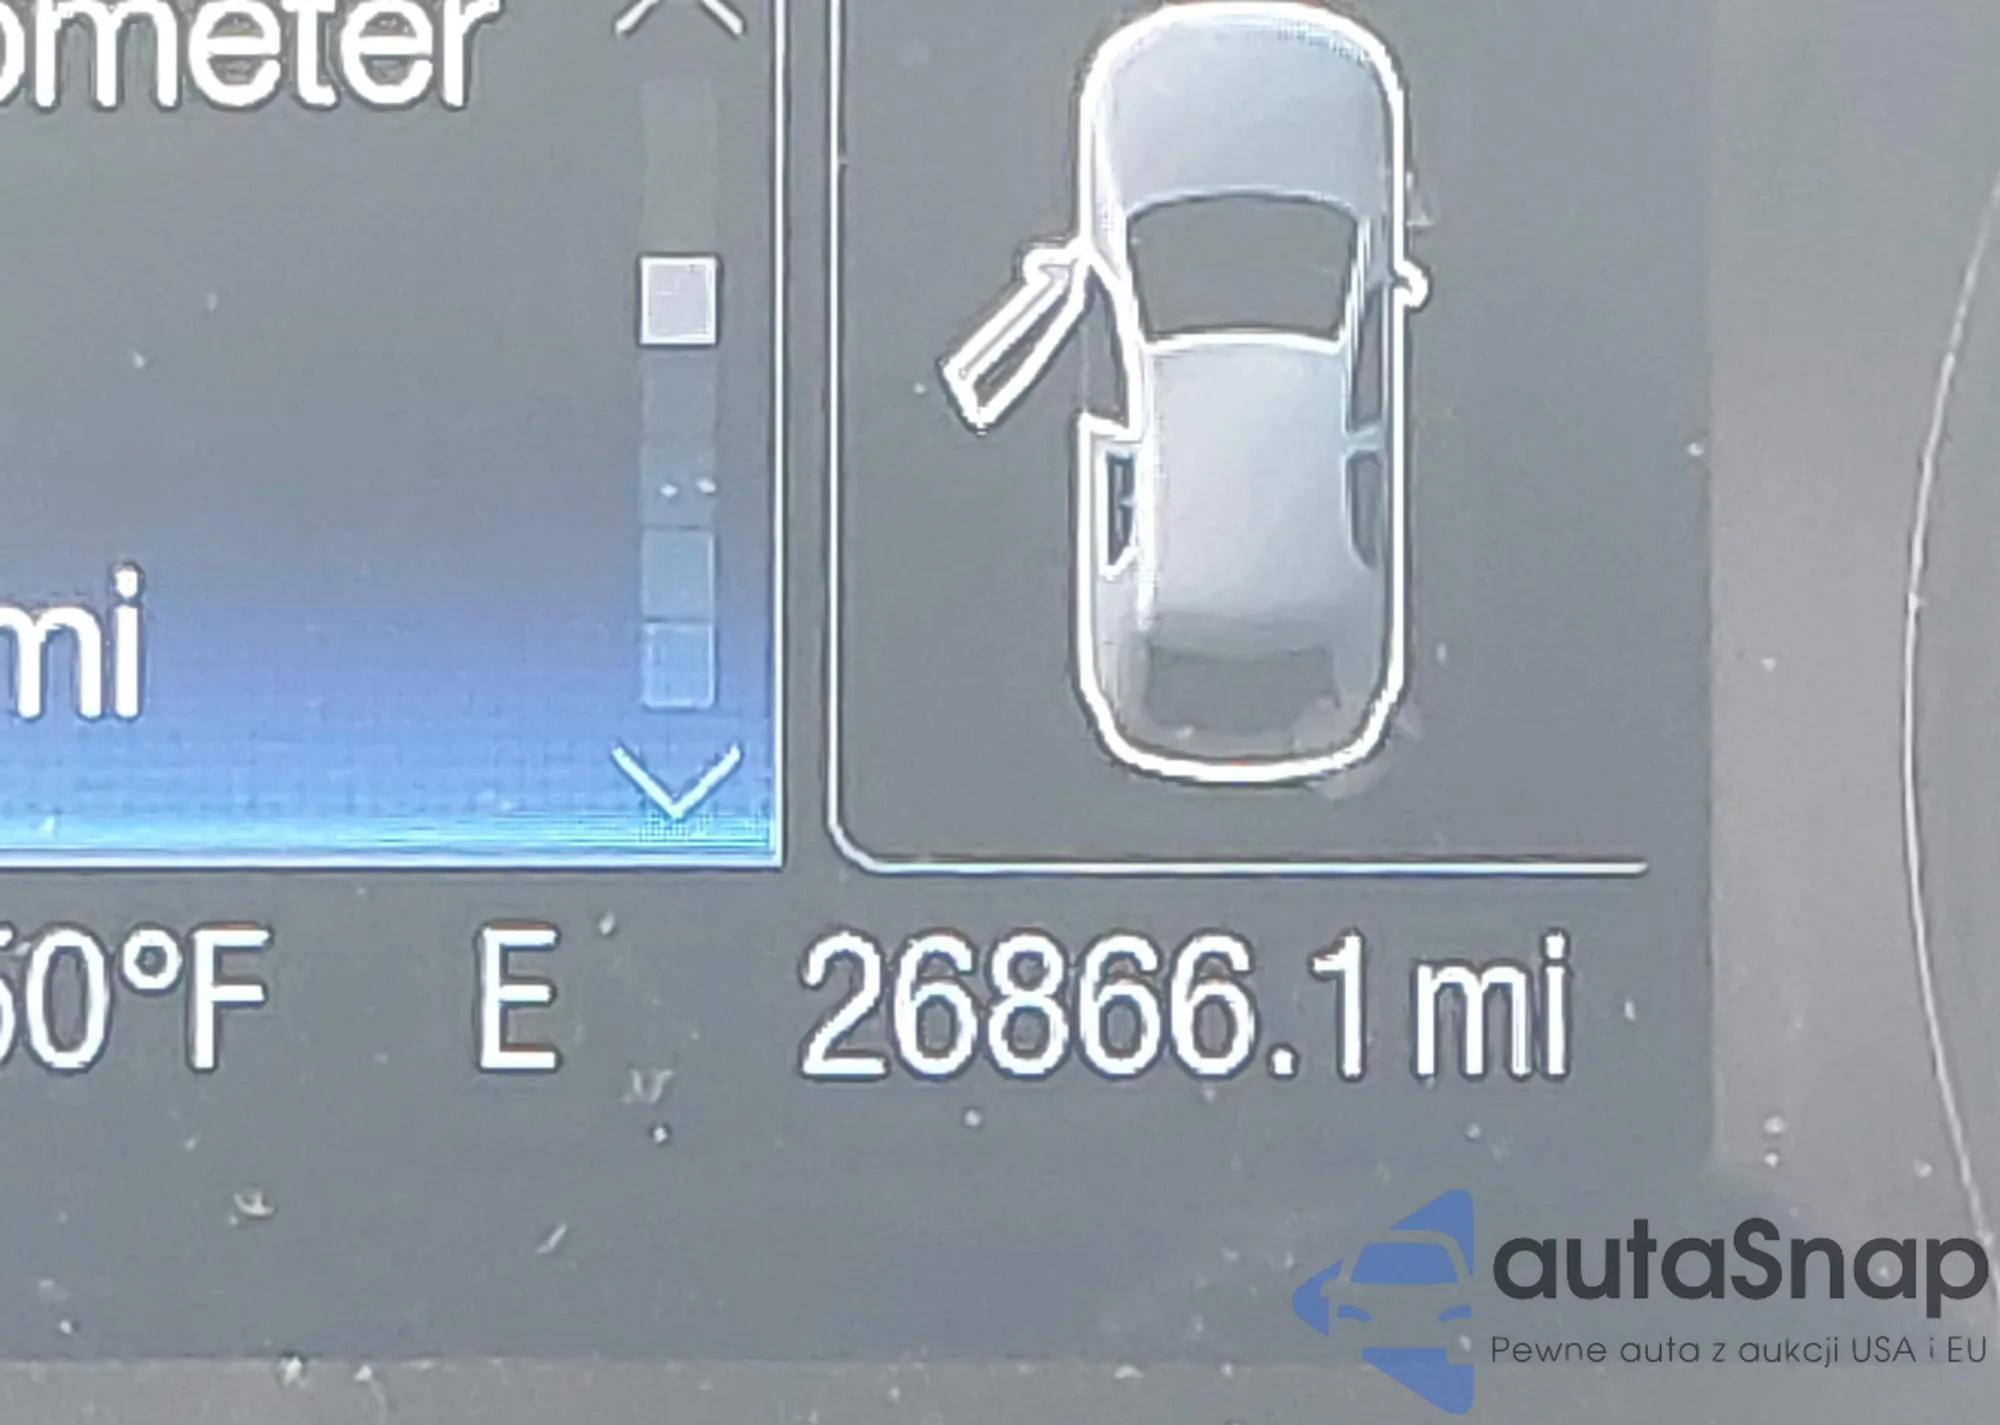 ometer
mi
50°F E 26866.1 mi
autaSnap
Pewne auta z aukcji USA i EU